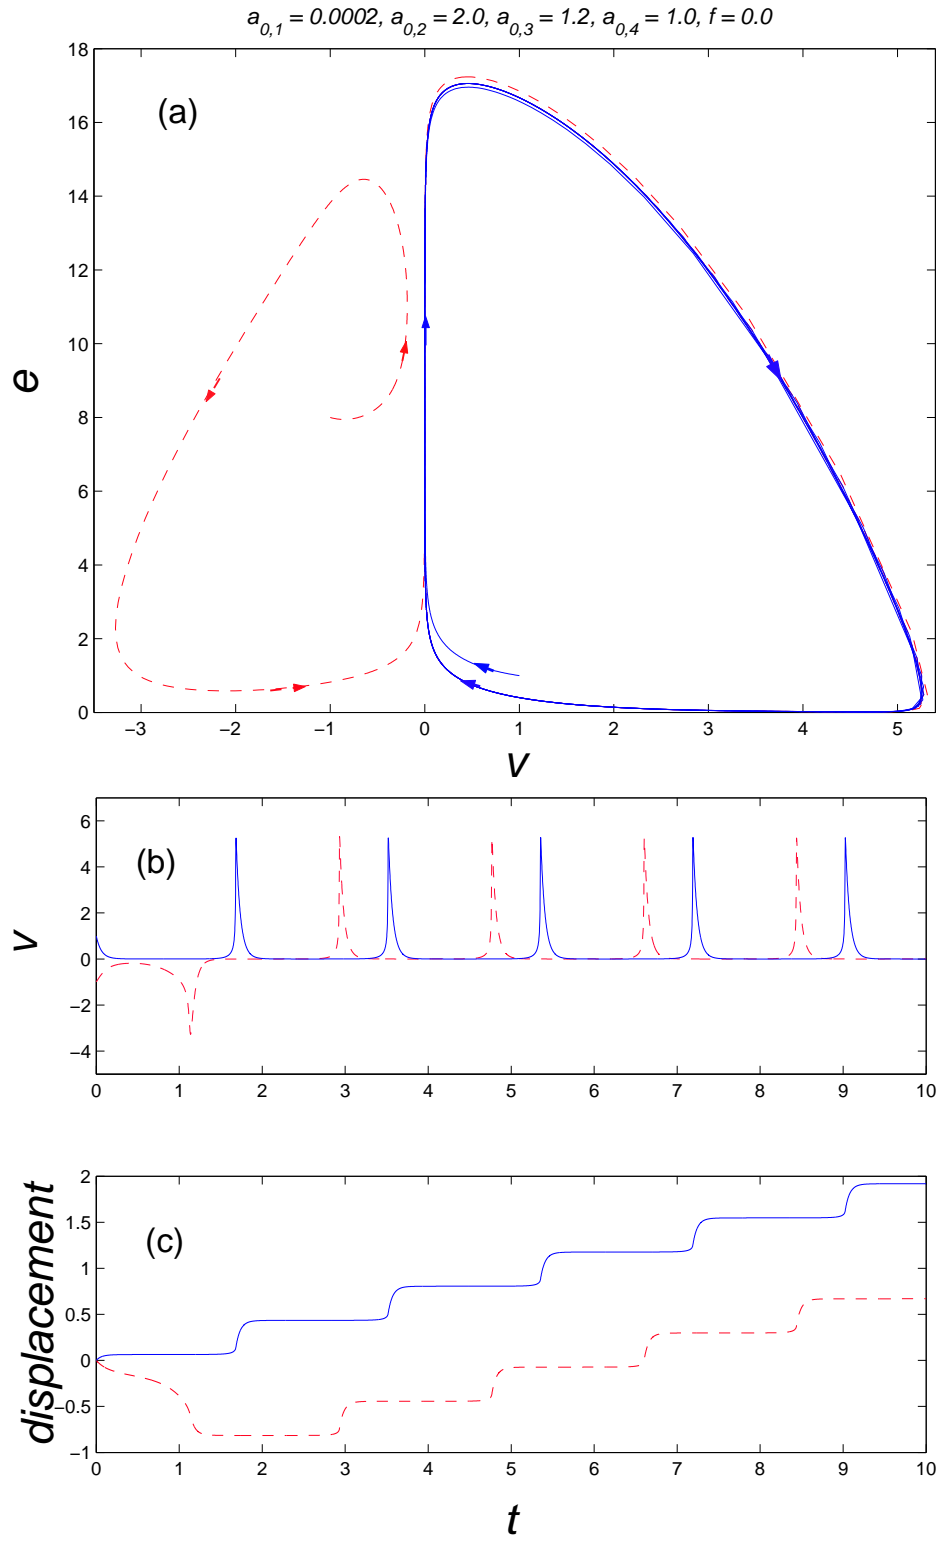 a0,1 = 0.0002, a0,2 = 2.0, a0,3 = 1.2, a0,4 = 1.0, f = 0.0
18
(a)
16
14
12
10
e
8
6
4
2
0
−3 −2 −1 0 1 2 3 4 5
v
6
(b)
4
2
v
0
−2
−4
0 1 2 3 4 5 6 7 8 9 10
2
1.5
(c)
1
0.5
displacement
0
−0.5
−1
0 1 2 3 4 5 6 7 8 9 10
t